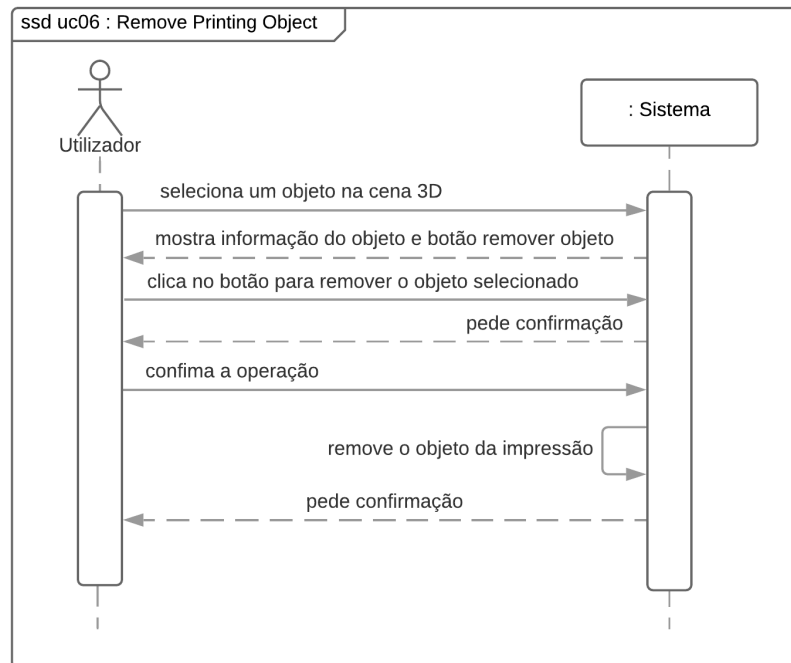 ssd uc06 : Remove Printing Object
Utilizador
: Sistema
seleciona um objeto na cena 3D
mostra informação do objeto e botão remover objeto
clica no botão para remover o objeto selecionado
pede confirmação
confima a operação
remove o objeto da impressão
pede confirmação